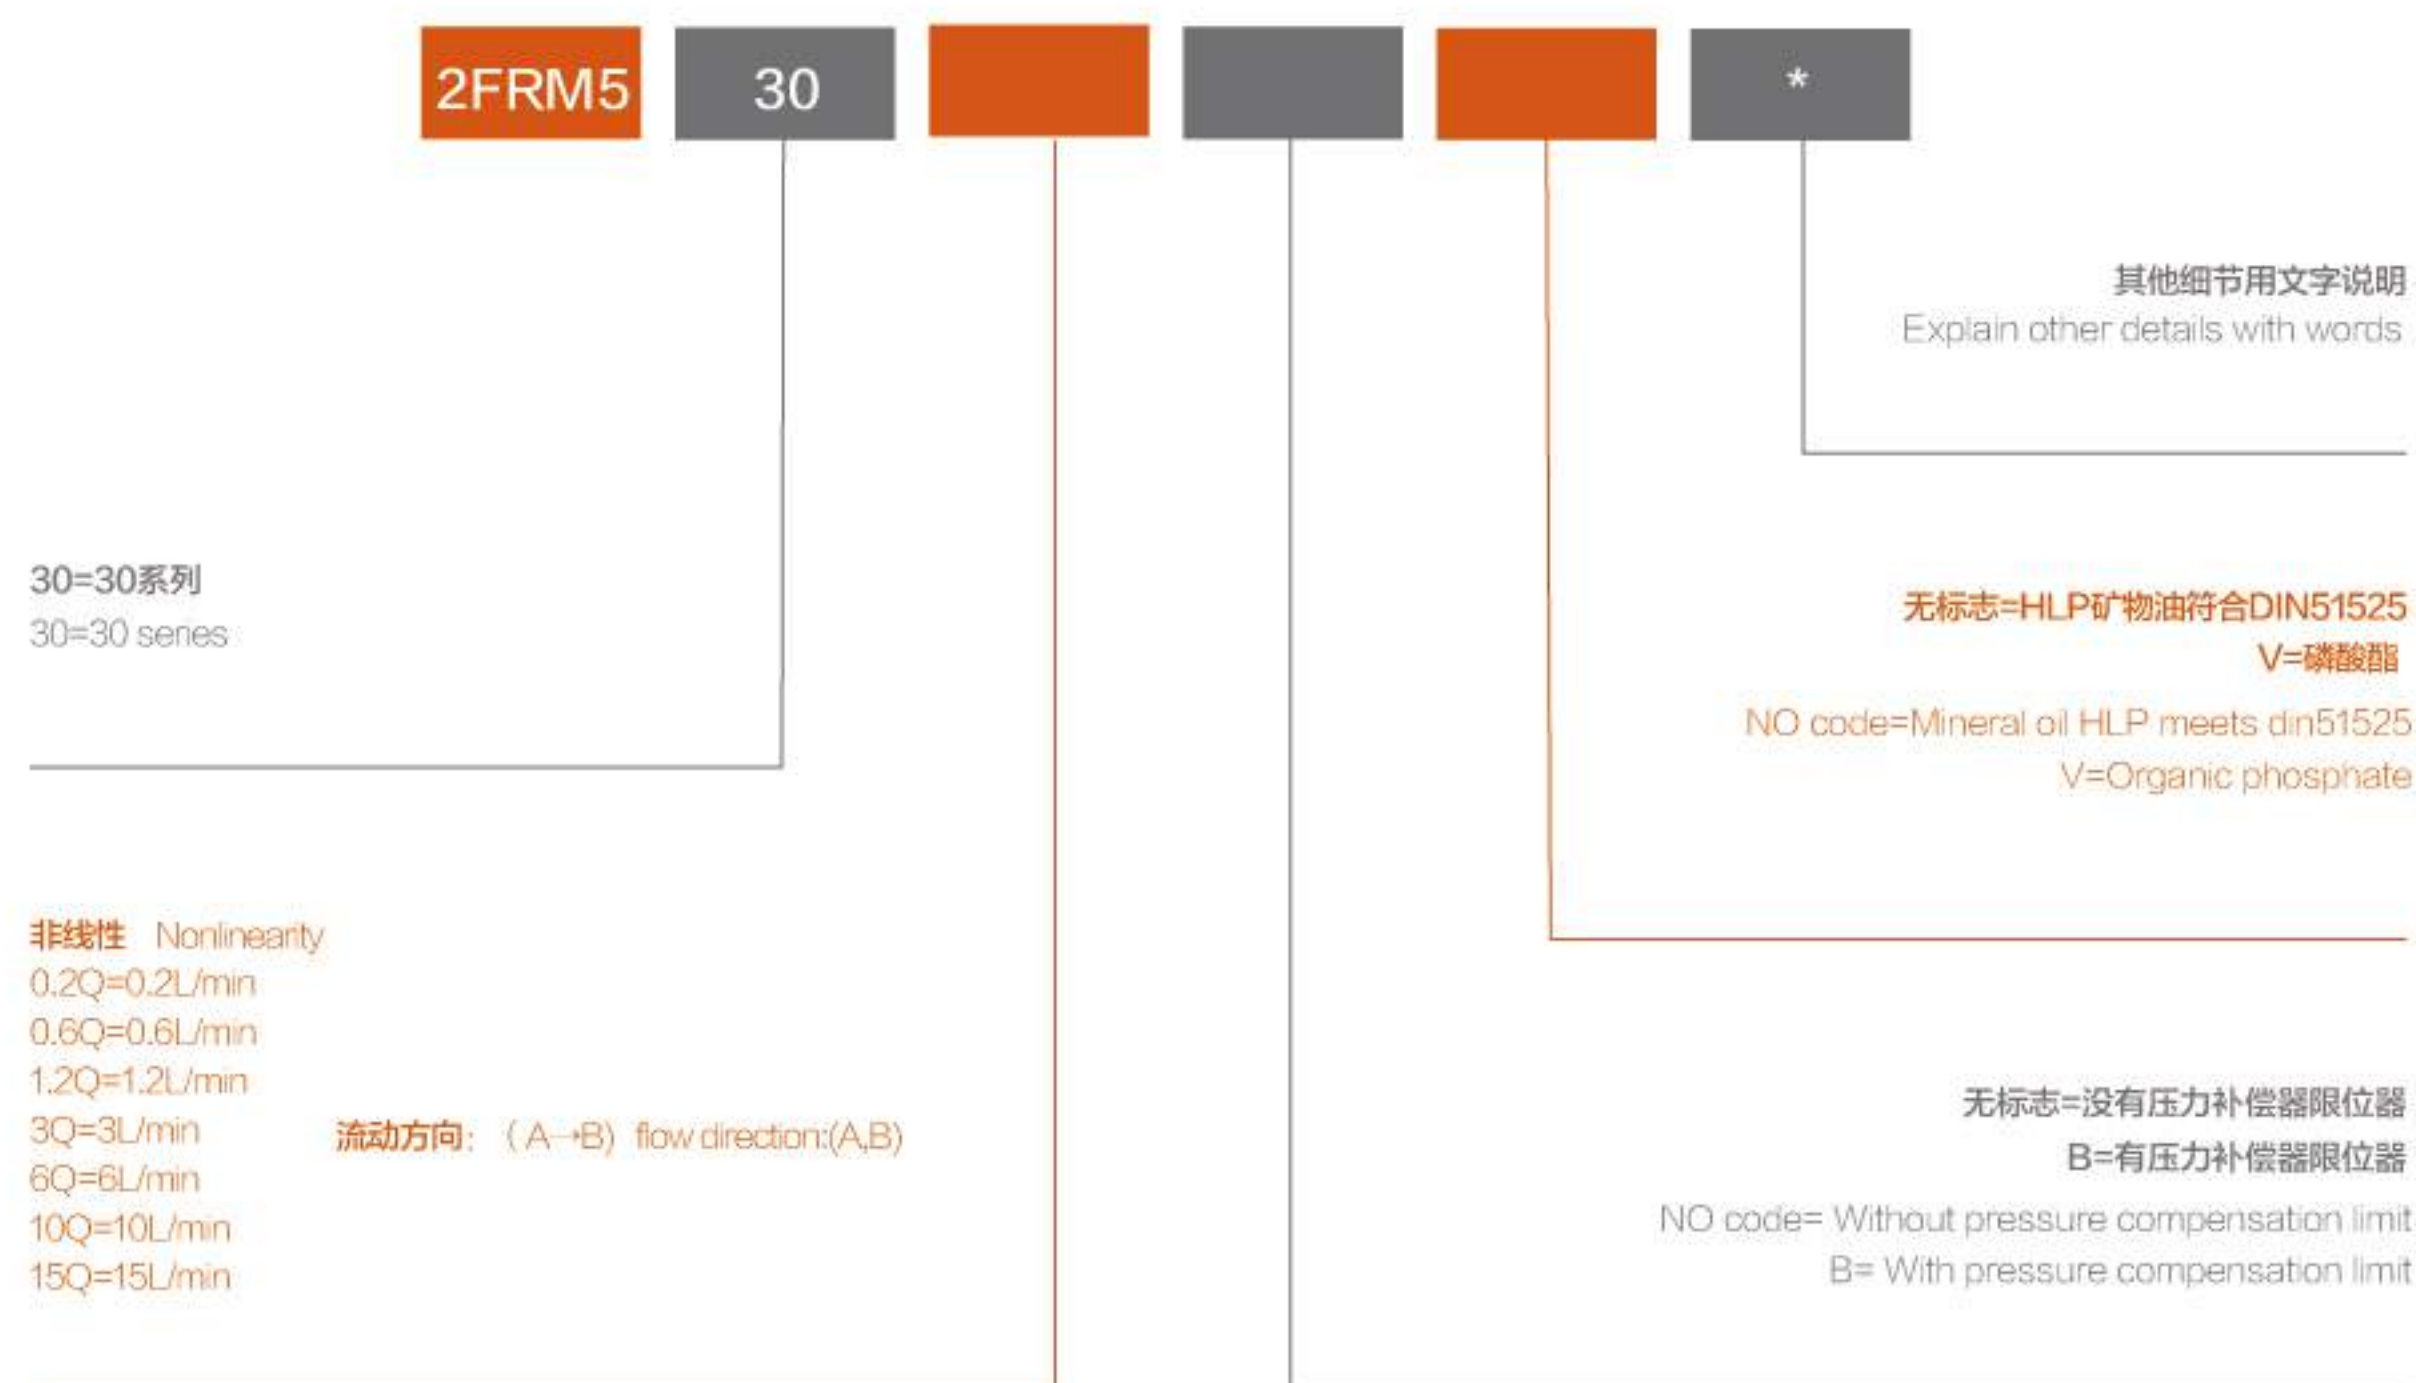 2FRM5 30 *
其他细节用文字说明
Explain other details with words
30=30系列
30=30 series
无标志=HLP矿物油符合DIN51525
V=磷酸酯
NO code=Mineral oil HLP meets din51525
V=Organic phosphate
非线性 Nonlinearity
0.2Q=0.2L/min
0.6Q=0.6L/min
1.2Q=1.2L/min
3Q=3L/min
6Q=6L/min
10Q=10L/min
15Q=15L/min
流动方向：（A→B) flow direction:(A,B)
无标志=没有压力补偿器限位器
B=有压力补偿器限位器
NO code= Without pressure compensation limit
B= With pressure compensation limit